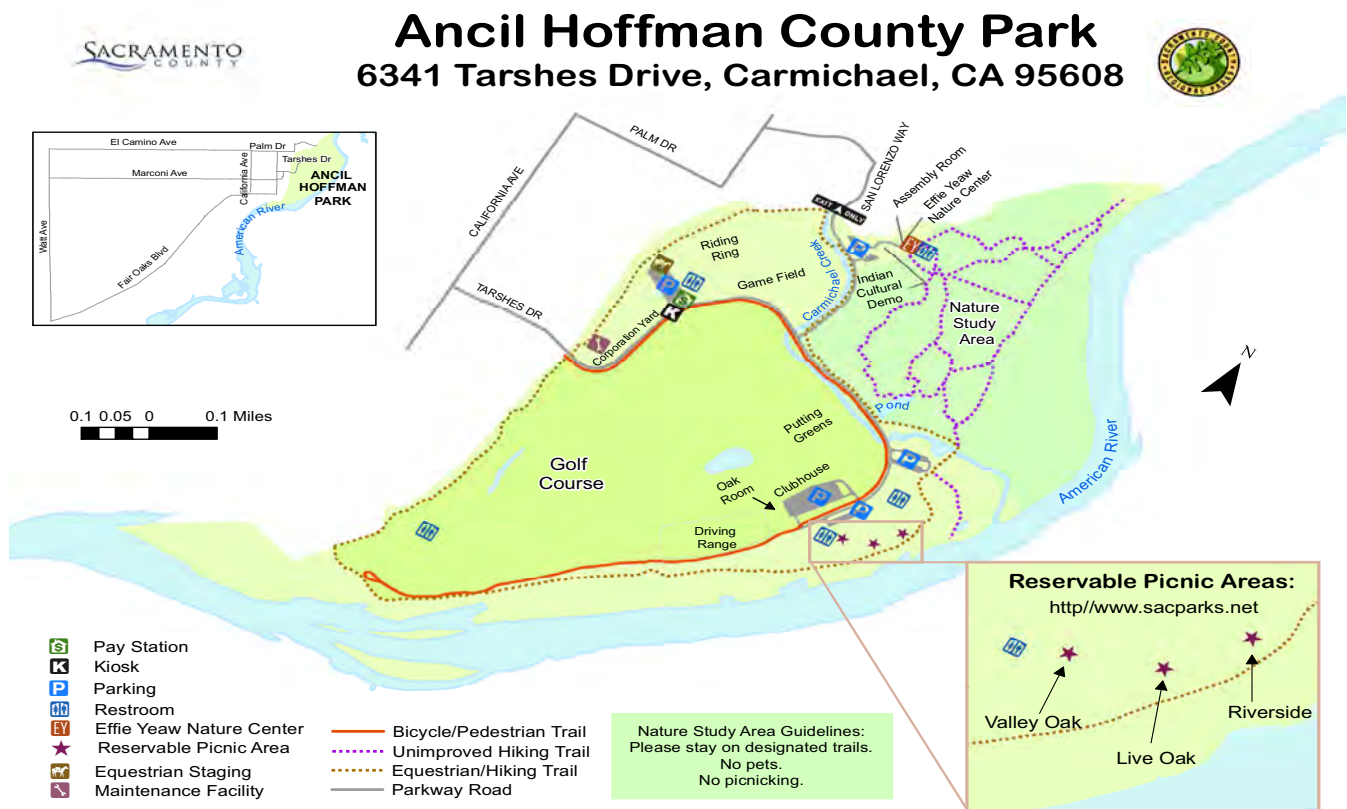 Ancil Hoffman County Park
6341 Tarshes Drive, Carmichael, CA 95608
SACRAMENTO
COUNTY
SACRAMENTO COUNTY
REGIONAL PARKS
El Camino Ave
Palm Dr
Tarshes Dr
Marconi Ave
California Ave
ANCIL
HOFFMAN
PARK
American River
Watt Ave
Fair Oaks Blvd
PALM DR
CALIFORNIA AVE
TARSHES DR
SAN LORENZO WAY
EXIT ONLY
Assembly Room
Effie Yeaw
Nature Center
EY
Riding
Ring
Game Field
Carmichael Creek
Indian
Cultural
Demo
Nature
Study
Area
P
P
$
K
Corporation Yard
N
0.1 0.05 0 0.1 Miles
Pond
Putting
Greens
American River
Golf
Course
Oak
Room
Clubhouse
P
P
P
Driving
Range
Reservable Picnic Areas:
http//www.sacparks.net
Valley Oak
Live Oak
Riverside
$ Pay Station
K Kiosk
P Parking
Restroom
EY Effie Yeaw Nature Center
Reservable Picnic Area
Equestrian Staging
Maintenance Facility
Bicycle/Pedestrian Trail
Unimproved Hiking Trail
Equestrian/Hiking Trail
Parkway Road
Nature Study Area Guidelines:
Please stay on designated trails.
No pets.
No picnicking.